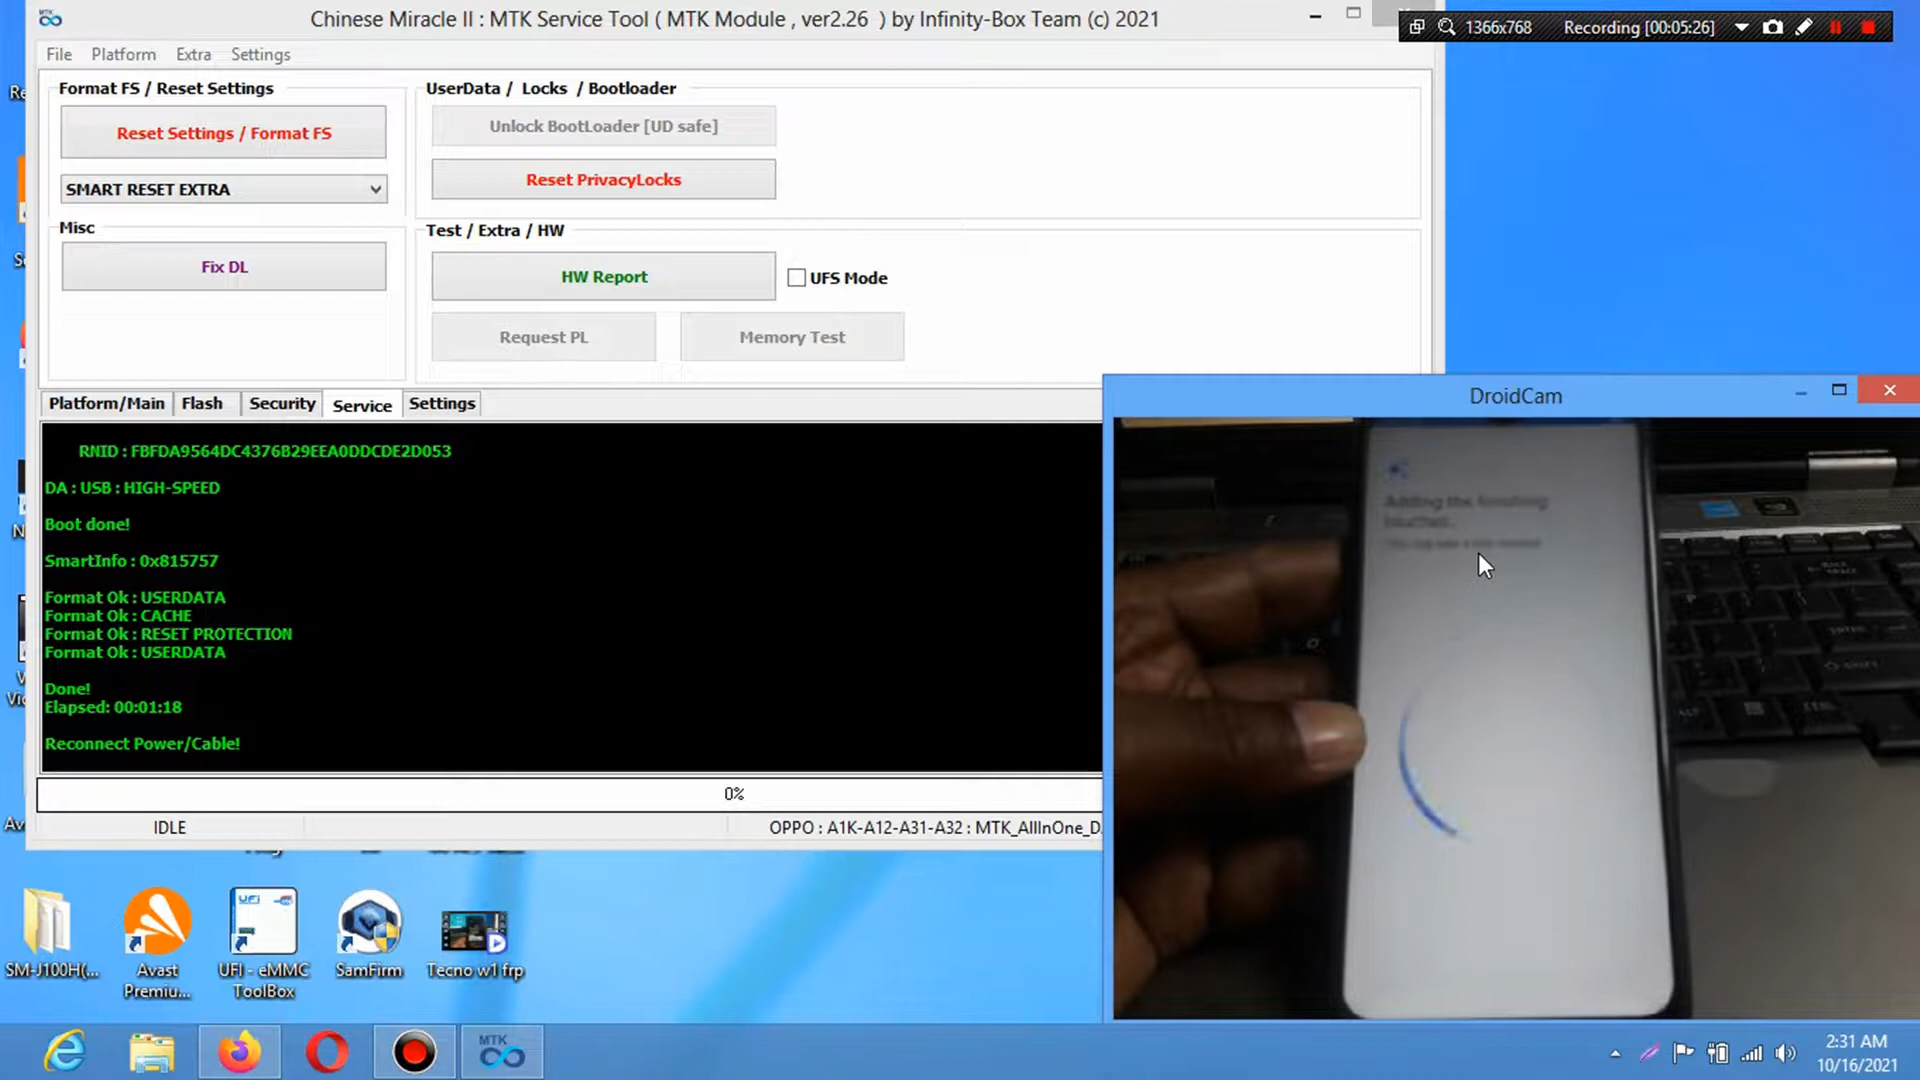 MTK
Chinese Miracle II : MTK Service Tool ( MTK Module , ver2.26 ) by Infinity-Box Team (c) 2021
1366x768
Recording [00:05:26]
File Platform Extra Settings
Format FS / Reset Settings
Reset Settings / Format FS
SMART RESET EXTRA
Misc
Fix DL
UserData / Locks / Bootloader
Unlock BootLoader [UD safe]
Reset PrivacyLocks
Test / Extra / HW
HW Report
UFS Mode
Request PL
Memory Test
Platform/Main Flash Security Service Settings
DroidCam
RNID : FBFDA9564DC4376B29EEA0DDCDE2D053
DA : USB : HIGH-SPEED
Boot done!
SmartInfo : 0x815757
Format Ok : USERDATA
Format Ok : CACHE
Format Ok : RESET PROTECTION
Format Ok : USERDATA
Done!
Elapsed: 00:01:18
Reconnect Power/Cable!
Adding the finishing
touches..
0%
IDLE
OPPO : A1K-A12-A31-A32 : MTK_AllInOne_D
SM-J100H(...
Avast
Premiu...
UFi
UFI - eMMC
ToolBox
SamFirm
Tecno w1 frp
MTK
2:31 AM
10/16/2021